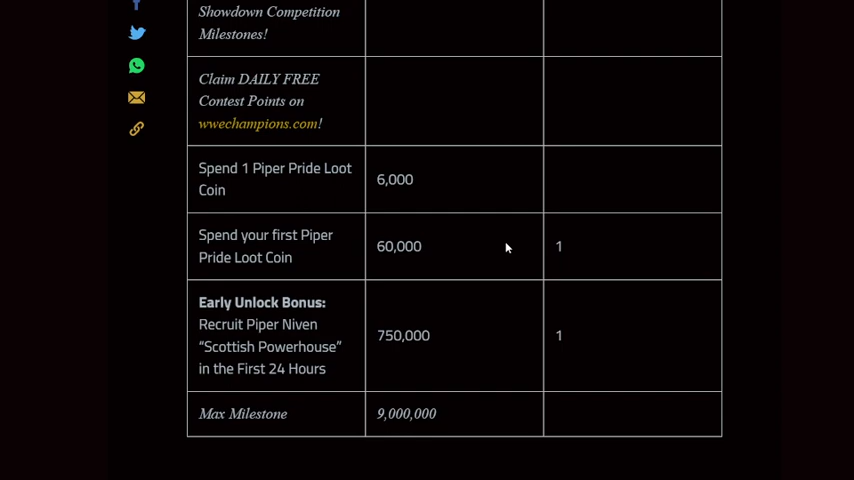 Showdown Competition
Milestones!
Claim DAILY FREE
Contest Points on
wwechampions.com!
Spend 1 Piper Pride Loot
Coin
6,000
Spend your first Piper
Pride Loot Coin
60,000
1
Early Unlock Bonus:
Recruit Piper Niven
“Scottish Powerhouse”
in the First 24 Hours
750,000
1
Max Milestone
9,000,000